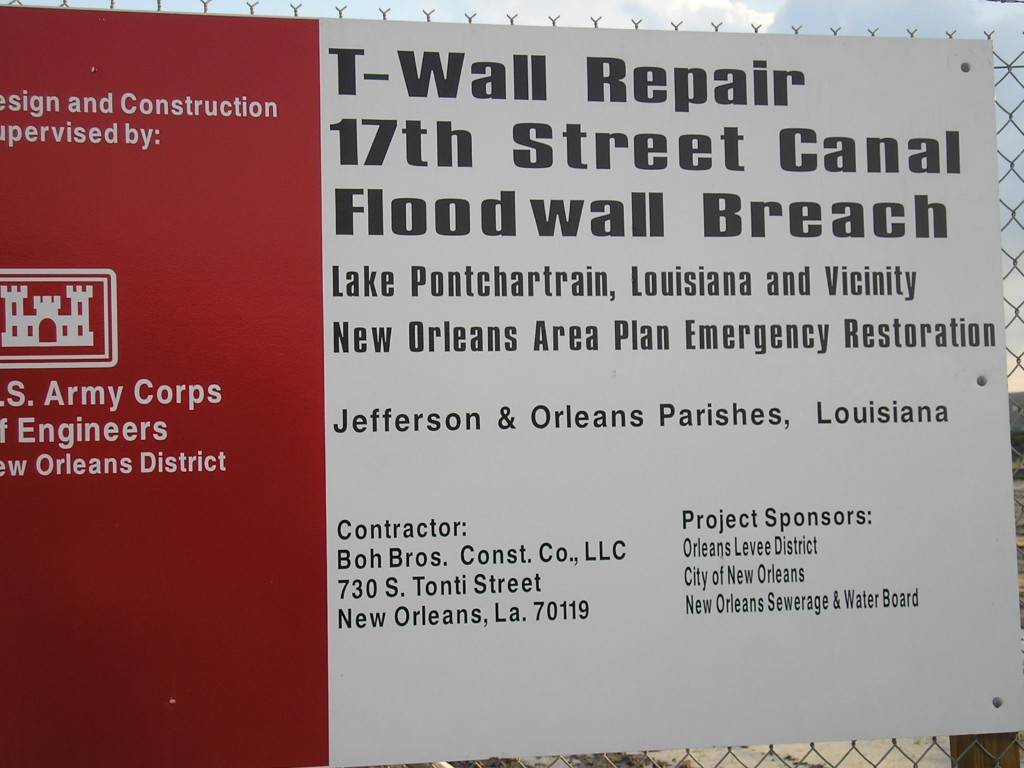 esign and Construction
upervised by:
.S. Army Corps
f Engineers
ew Orleans District
T-Wall Repair
17th Street Canal
Floodwall Breach
Lake Pontchartrain, Louisiana and Vicinity
New Orleans Area Plan Emergency Restoration
Jefferson & Orleans Parishes, Louisiana
Contractor:
Boh Bros. Const. Co., LLC
730 S. Tonti Street
New Orleans, La. 70119
Project Sponsors:
Orleans Levee District
City of New Orleans
New Orleans Sewerage & Water Board